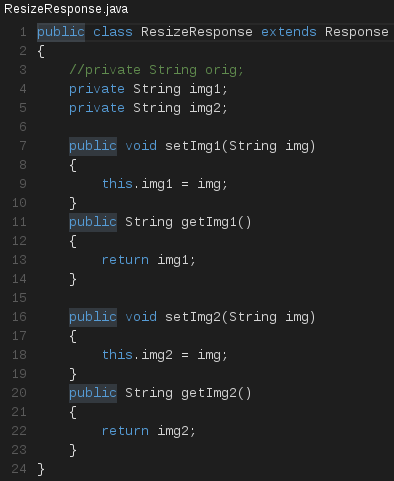 ResizeResponse.java
1 public class ResizeResponse extends Response
2 {
3     //private String orig;
4     private String img1;
5     private String img2;
6
7     public void setImg1(String img)
8     {
9         this.img1 = img;
10     }
11     public String getImg1()
12     {
13         return img1;
14     }
15
16     public void setImg2(String img)
17     {
18         this.img2 = img;
19     }
20     public String getImg2()
21     {
22         return img2;
23     }
24 }